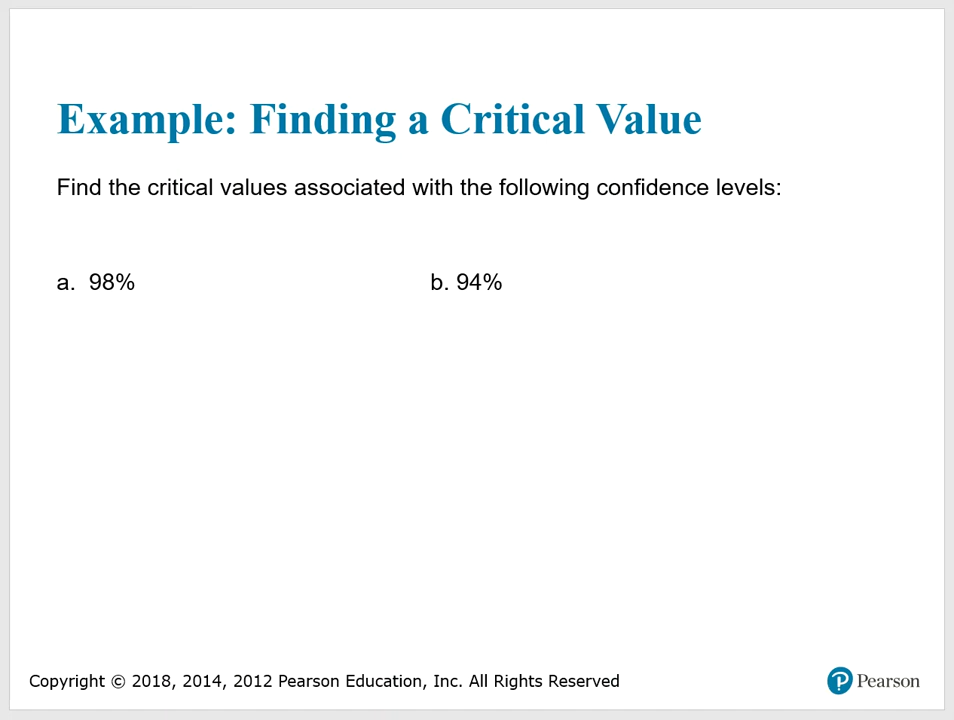 Example: Finding a Critical Value
Find the critical values associated with the following confidence levels:
a. 98% b. 94%
Copyright © 2018, 2014, 2012 Pearson Education, Inc. All Rights Reserved
P Pearson